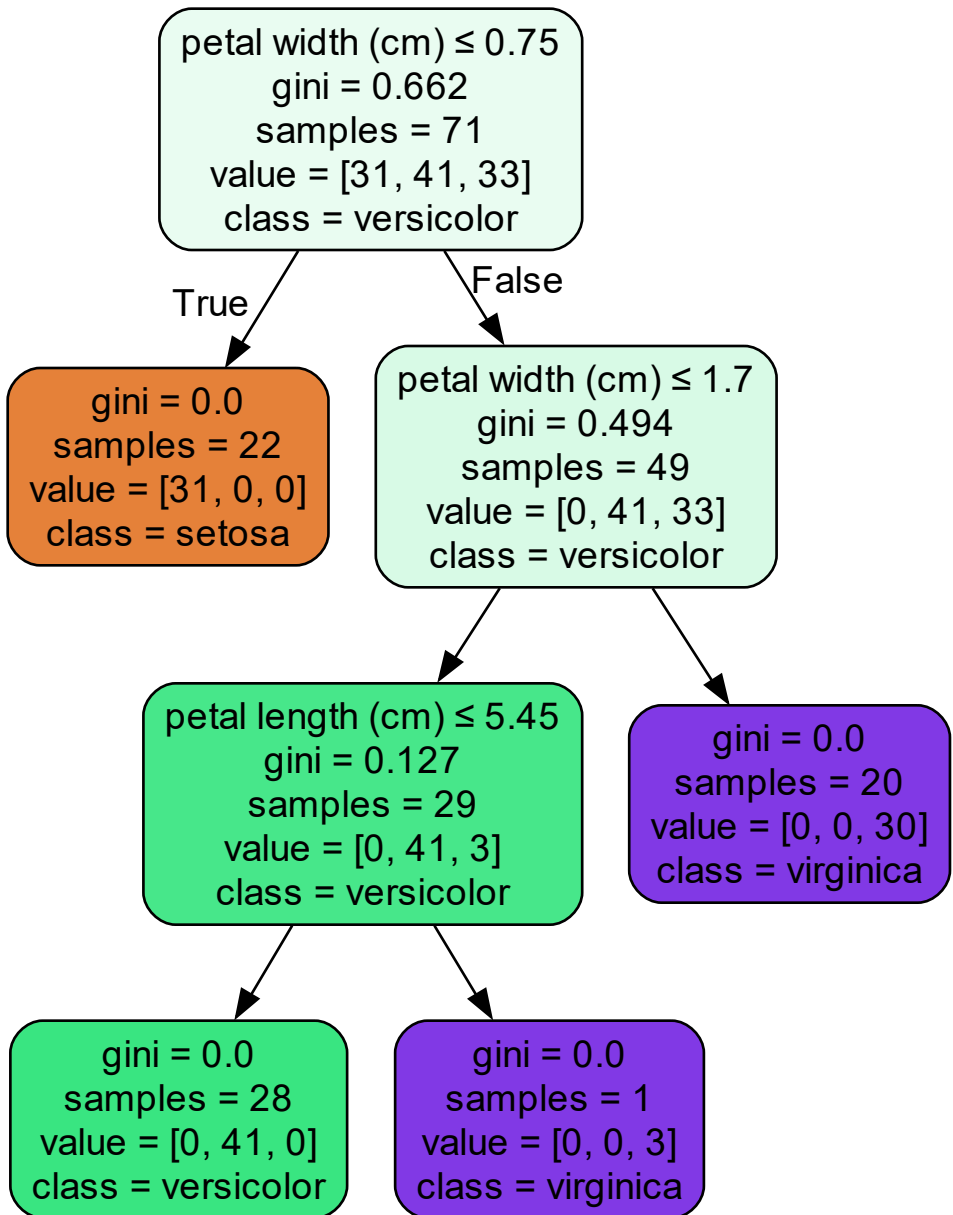 petal width (cm) ≤ 0.75
gini = 0.662
samples = 71
value = [31, 41, 33]
class = versicolor
True
False
gini = 0.0
samples = 22
value = [31, 0, 0]
class = setosa
petal width (cm) ≤ 1.7
gini = 0.494
samples = 49
value = [0, 41, 33]
class = versicolor
petal length (cm) ≤ 5.45
gini = 0.127
samples = 29
value = [0, 41, 3]
class = versicolor
gini = 0.0
samples = 20
value = [0, 0, 30]
class = virginica
gini = 0.0
samples = 28
value = [0, 41, 0]
class = versicolor
gini = 0.0
samples = 1
value = [0, 0, 3]
class = virginica